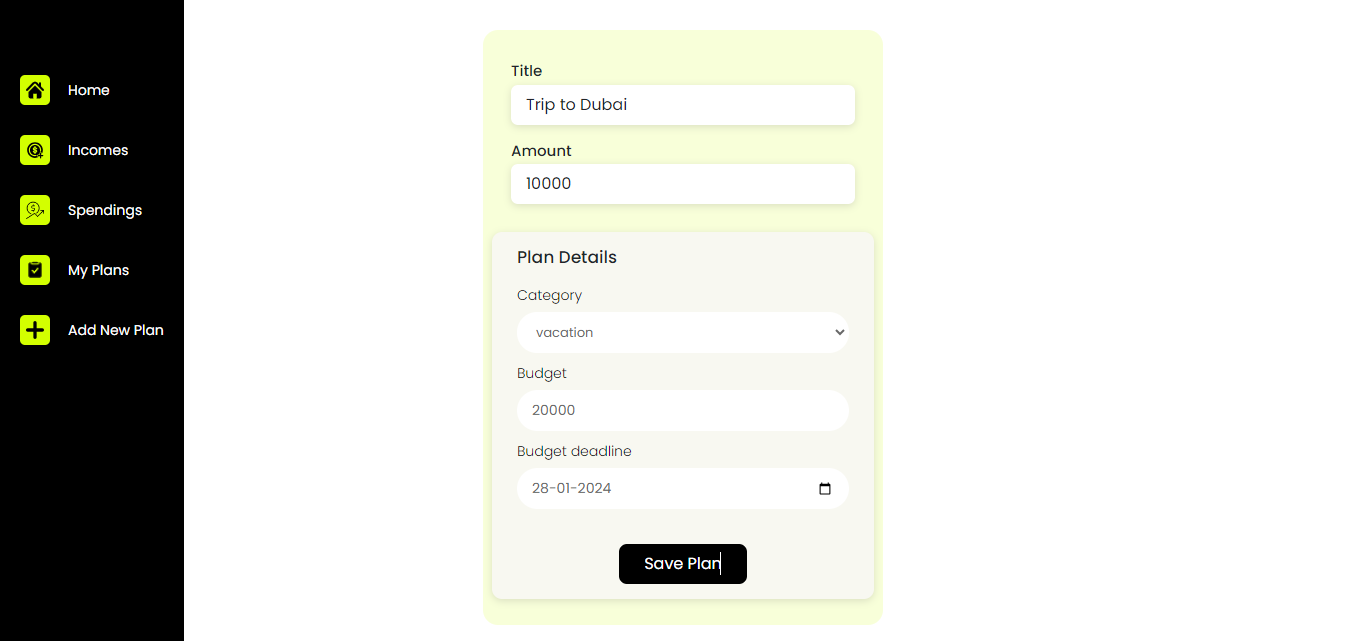 Home
Incomes
Spendings
My Plans
Add New Plan
Title
Trip to Dubai
Amount
10000
Plan Details
Category
vacation
Budget
20000
Budget deadline
28-01-2024
Save Plan